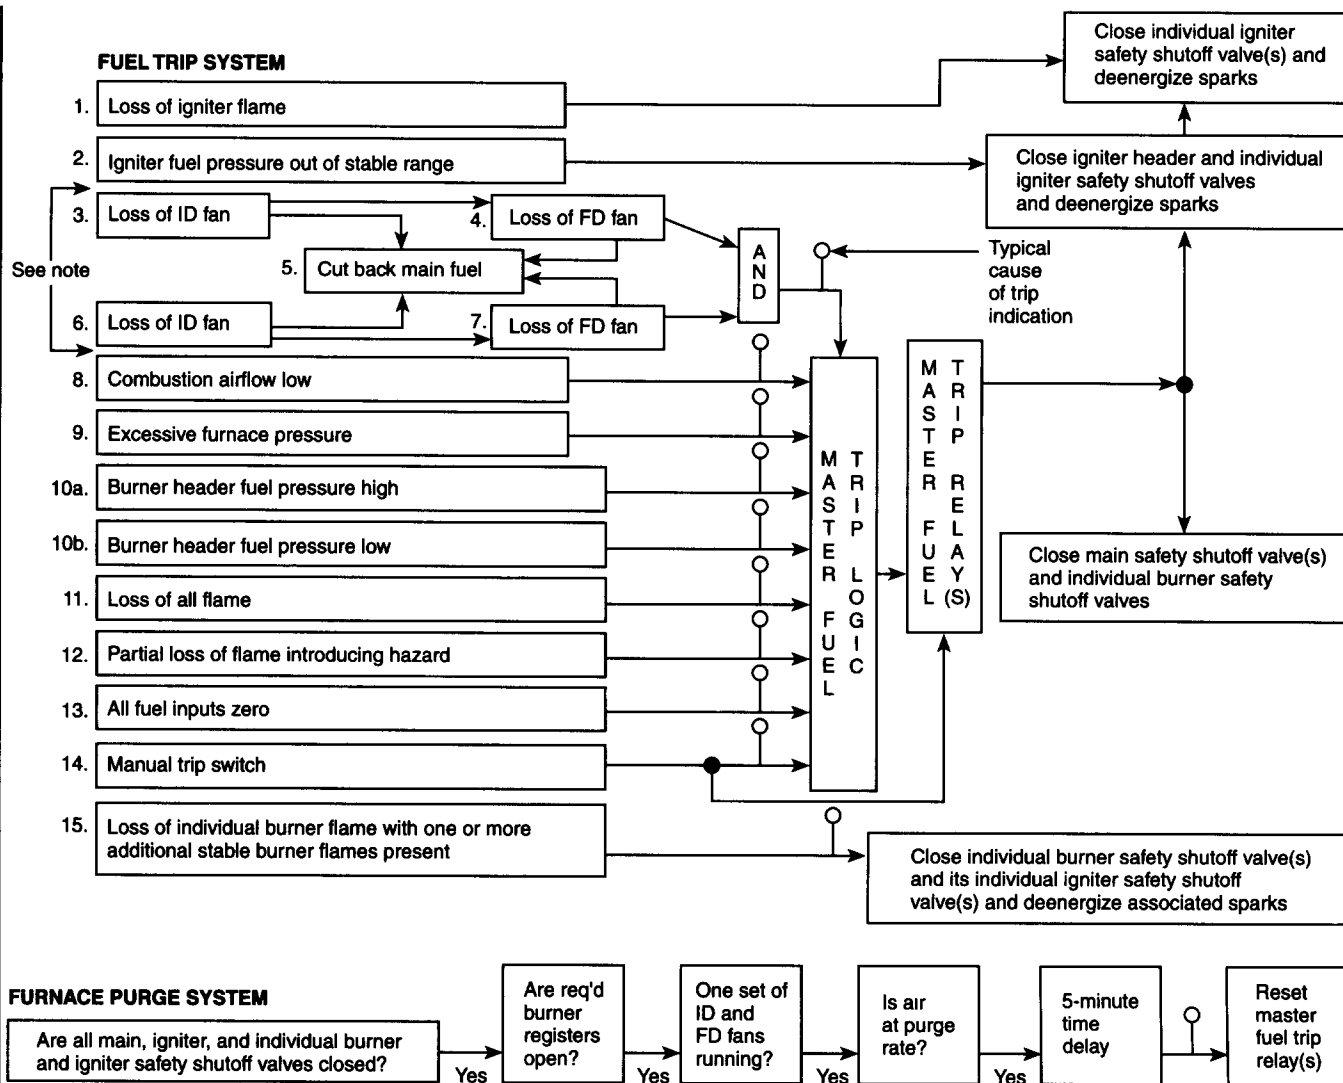 FUEL TRIP SYSTEM
1. Loss of igniter flame
Close individual igniter
safety shutoff valve(s) and
deenergize sparks
2. Igniter fuel pressure out of stable range
Close igniter header and individual
igniter safety shutoff valves
and deenergize sparks
See note
3. Loss of ID fan
4. Loss of FD fan
5. Cut back main fuel
6. Loss of ID fan
7. Loss of FD fan
AND
Typical
cause
of trip
indication
8. Combustion airflow low
9. Excessive furnace pressure
10a. Burner header fuel pressure high
10b. Burner header fuel pressure low
11. Loss of all flame
12. Partial loss of flame introducing hazard
13. All fuel inputs zero
14. Manual trip switch
15. Loss of individual burner flame with one or more
additional stable burner flames present
MASTER FUEL
TRIP LOGIC
MASTER FUEL
TRIP RELAY(S)
Close main safety shutoff valve(s)
and individual burner safety
shutoff valves
Close individual burner safety shutoff valve(s)
and its individual igniter safety shutoff
valve(s) and deenergize associated sparks
FURNACE PURGE SYSTEM
Are all main, igniter, and individual burner
and igniter safety shutoff valves closed?
Yes
Are req'd
burner
registers
open?
Yes
One set of
ID and
FD fans
running?
Yes
Is air
at purge
rate?
Yes
5-minute
time
delay
Reset
master
fuel trip
relay(s)